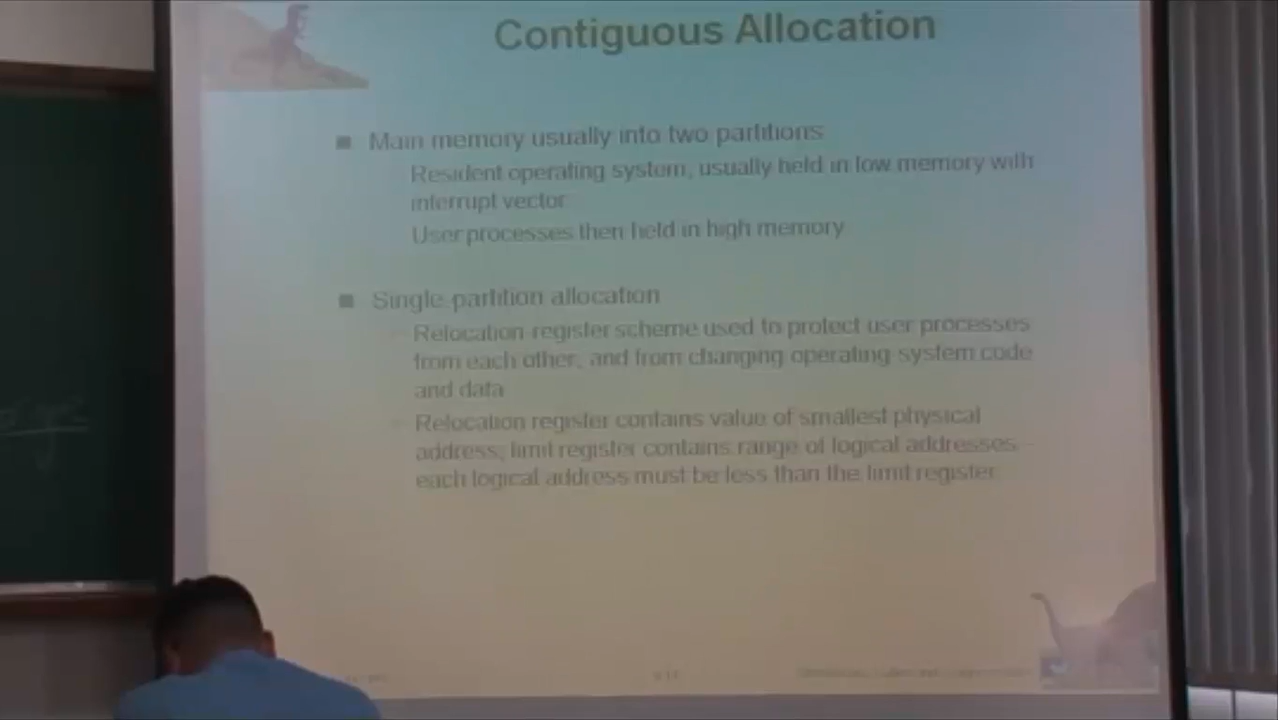 Contiguous Allocation
Main memory usually into two partitions
Resident operating system, usually held in low memory with
interrupt vector
User processes then held in high memory
Single-partition allocation
Relocation register scheme used to protect user processes
from each other, and from changing operating system code
and data
Relocation register contains value of smallest physical
address; limit register contains range of logical addresses –
each logical address must be less than the limit register